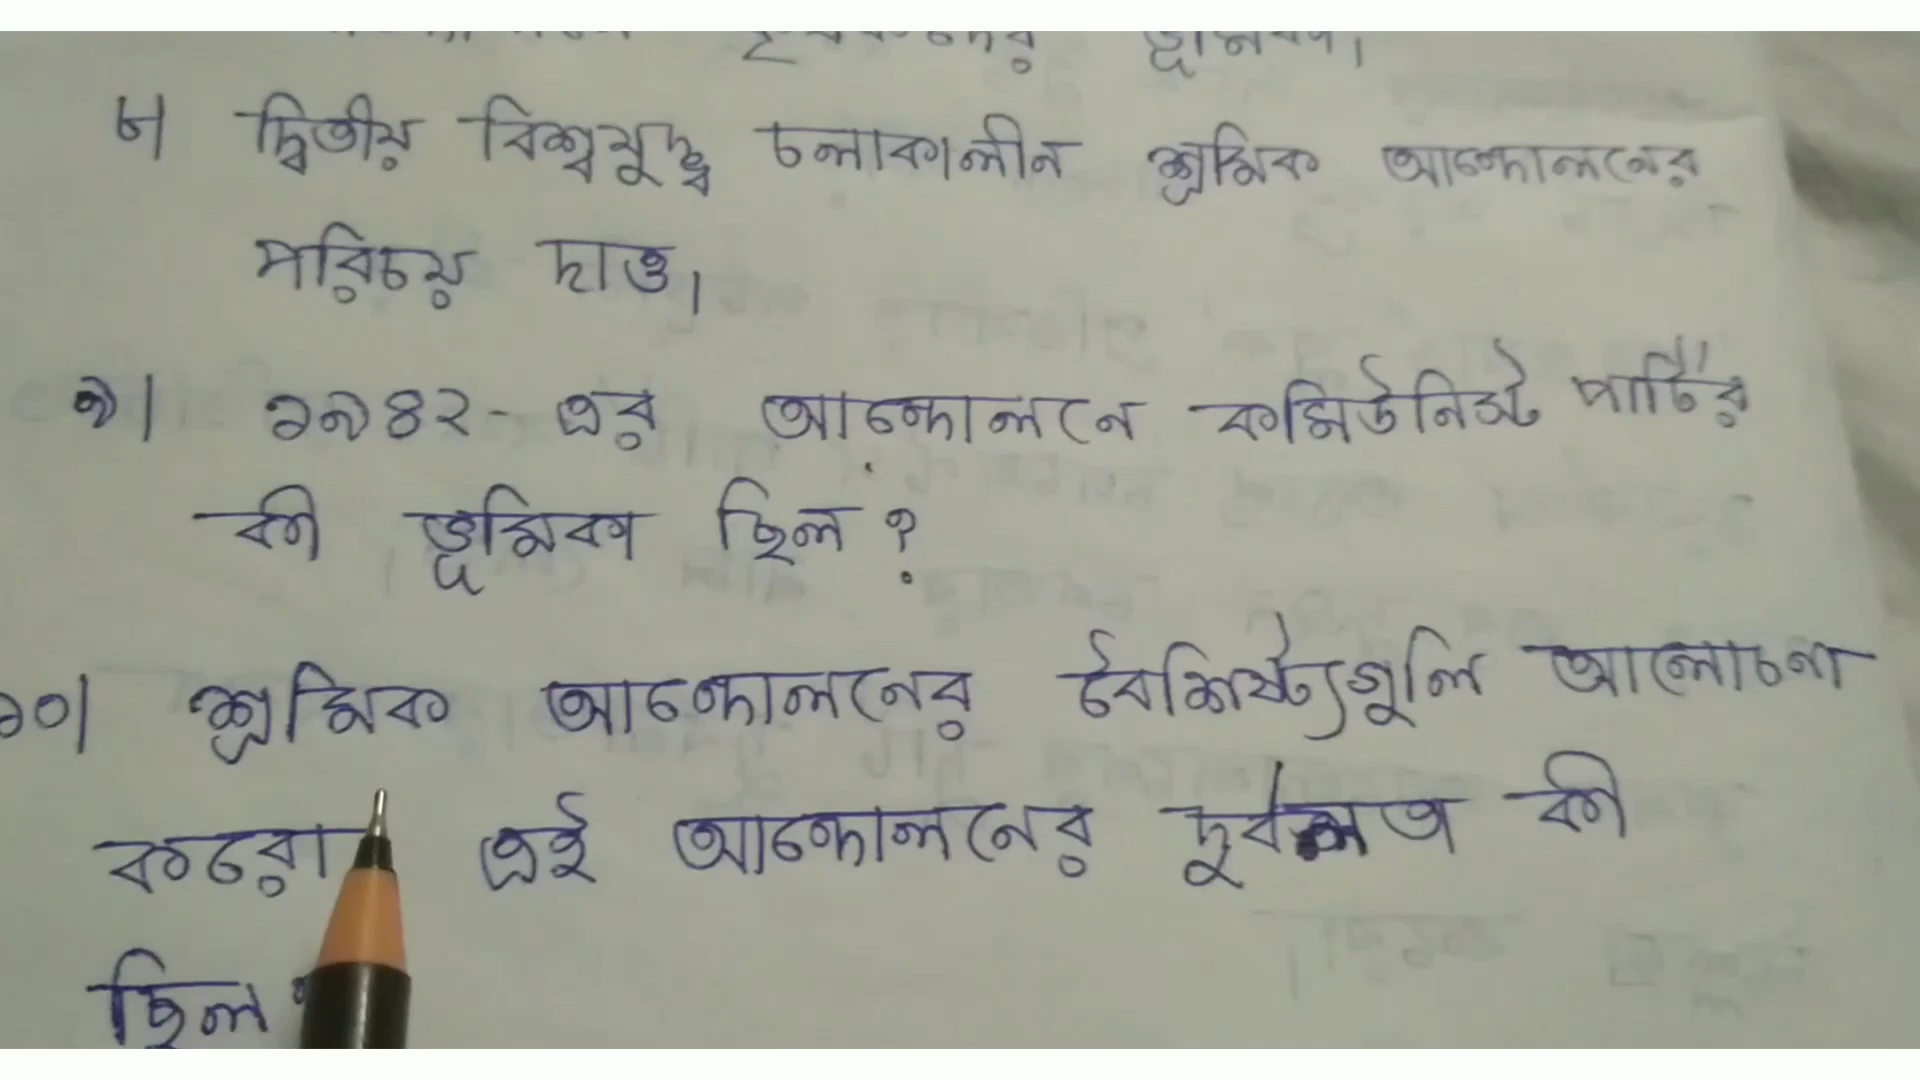 ৮। দ্বিতীয় বিশ্বযুদ্ধ চলাকালীন শ্রমিক আন্দোলনের
পরিচয় দাও।
৯। ১৯৪২-এর আন্দোলনে কমিউনিস্ট পার্টির
কী ভূমিকা ছিল?
১০। শ্রমিক আন্দোলনের বৈশিষ্ট্যগুলি আলোচনা
করো এই আন্দোলনের দুর্বলতা কী
ছিল